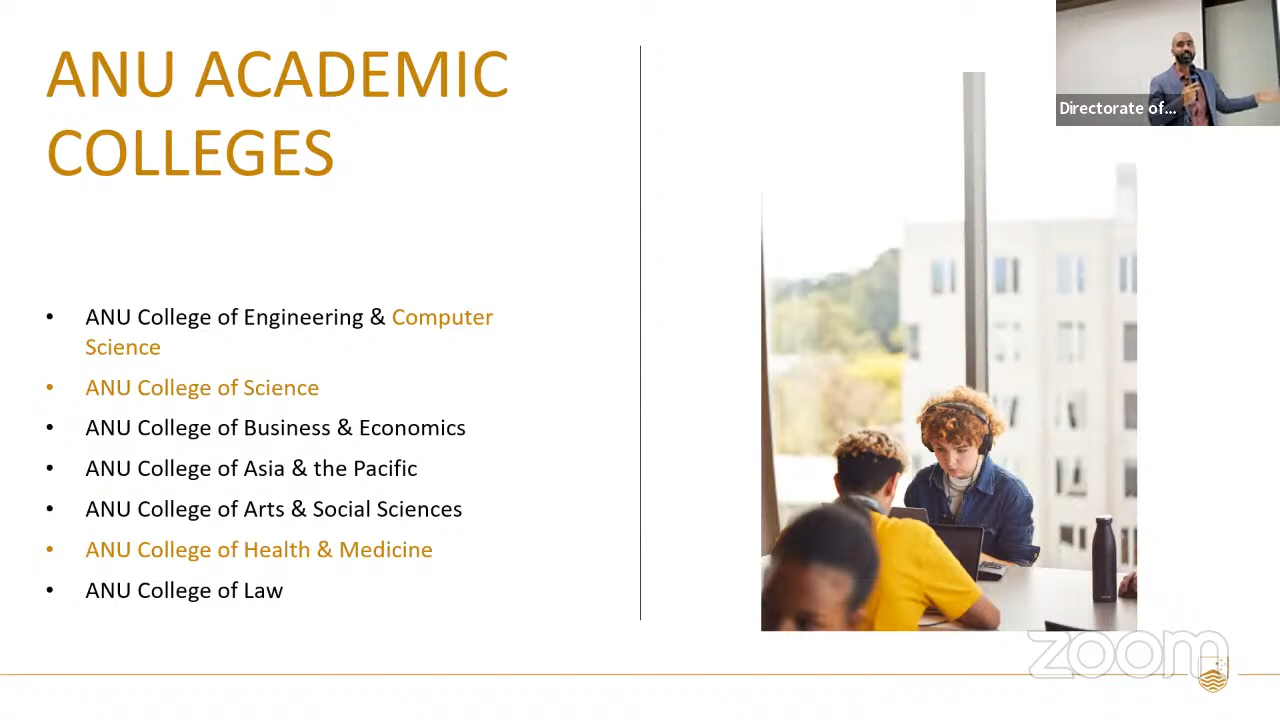 ANU ACADEMIC
COLLEGES
Directorate of...
• ANU College of Engineering & Computer
Science
• ANU College of Science
• ANU College of Business & Economics
• ANU College of Asia & the Pacific
• ANU College of Arts & Social Sciences
• ANU College of Health & Medicine
• ANU College of Law
zoom